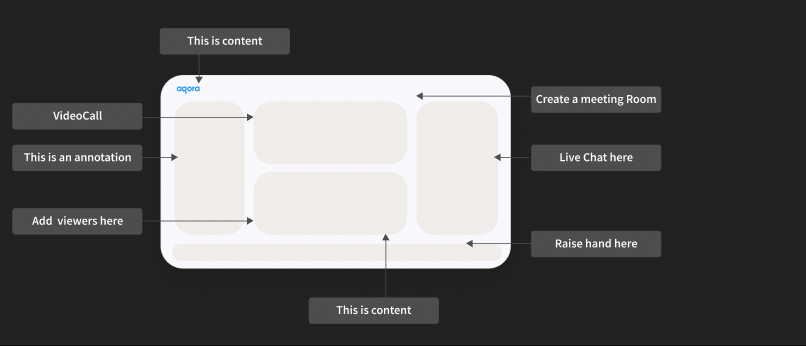 This is content
agora
Create a meeting Room
VideoCall
This is an annotation
Live Chat here
Add  viewers here
Raise hand here
This is content